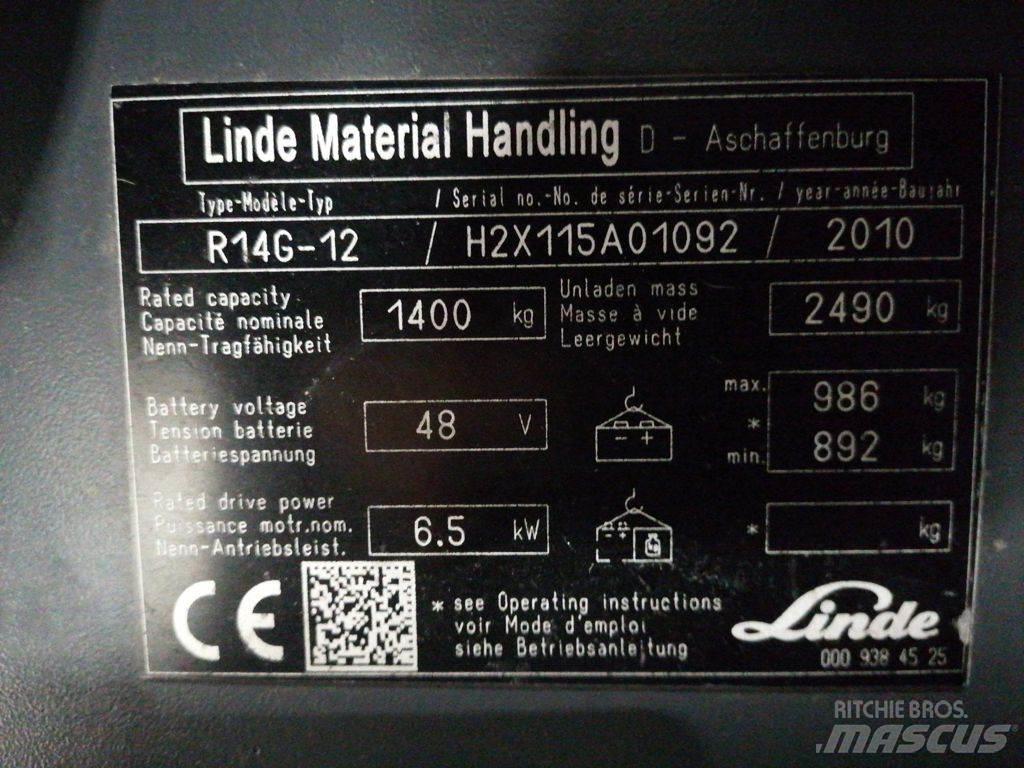 Linde Material Handling D - Aschaffenburg
Type-Modèle-Typ / Serial no.-No. de série-Serien-Nr. / year-année-Baujahr
R14G-12 / H2X115A01092 / 2010
Rated capacity
Capacité nominale
Nenn-Tragfähigkeit
1400 kg
Unladen mass
Masse à vide
Leergewicht
2490 kg
Battery voltage
Tension batterie
Batteriespannung
48 V
- +
max. 986 kg
*
min. 892 kg
Rated drive power
Puissance motr.nom.
Nenn-Antriebsleist.
6.5 kW
- +
kg
* kg
CE
* see Operating instructions
voir Mode d'emploi
siehe Betriebsanleitung
Linde
000 938 45 25
RITCHIE BROS.
MASCUS